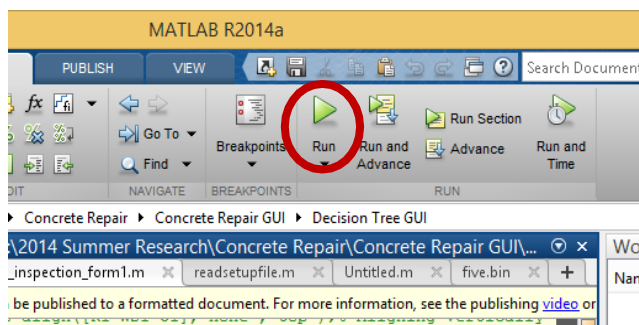 MATLAB R2014a
PUBLISH VIEW Search Document
fx Go To Breakpoints Run Run and Advance Run Section Advance Run and Time
Find
NAVIGATE BREAKPOINTS RUN
Concrete Repair Concrete Repair GUI Decision Tree GUI
:\2014 Summer Research\Concrete Repair\Concrete Repair GUI\... Wo
_inspection_form1.m readsetupfile.m Untitled.m five.bin Nam
be published to a formatted document. For more information, see the publishing video or